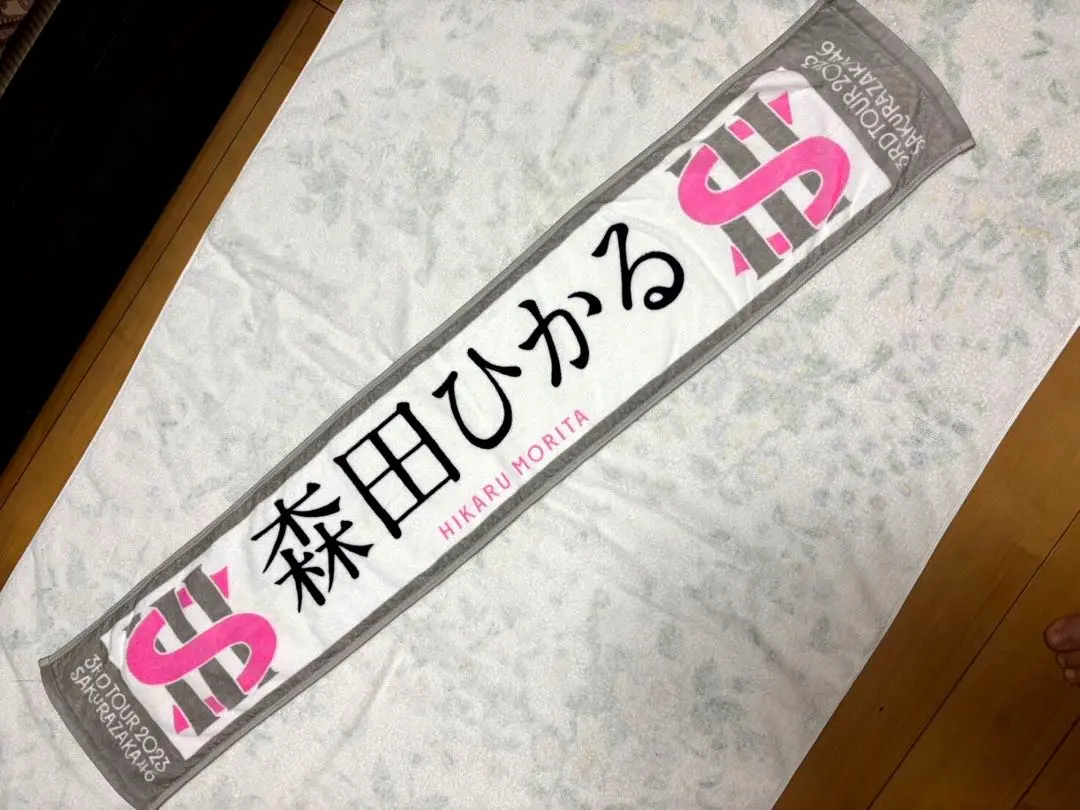 3RD TOUR 2023
SAKURAZAKA46
S
森田ひかる
HIKARU MORITA
S
3RD TOUR 2023
SAKURAZAKA46